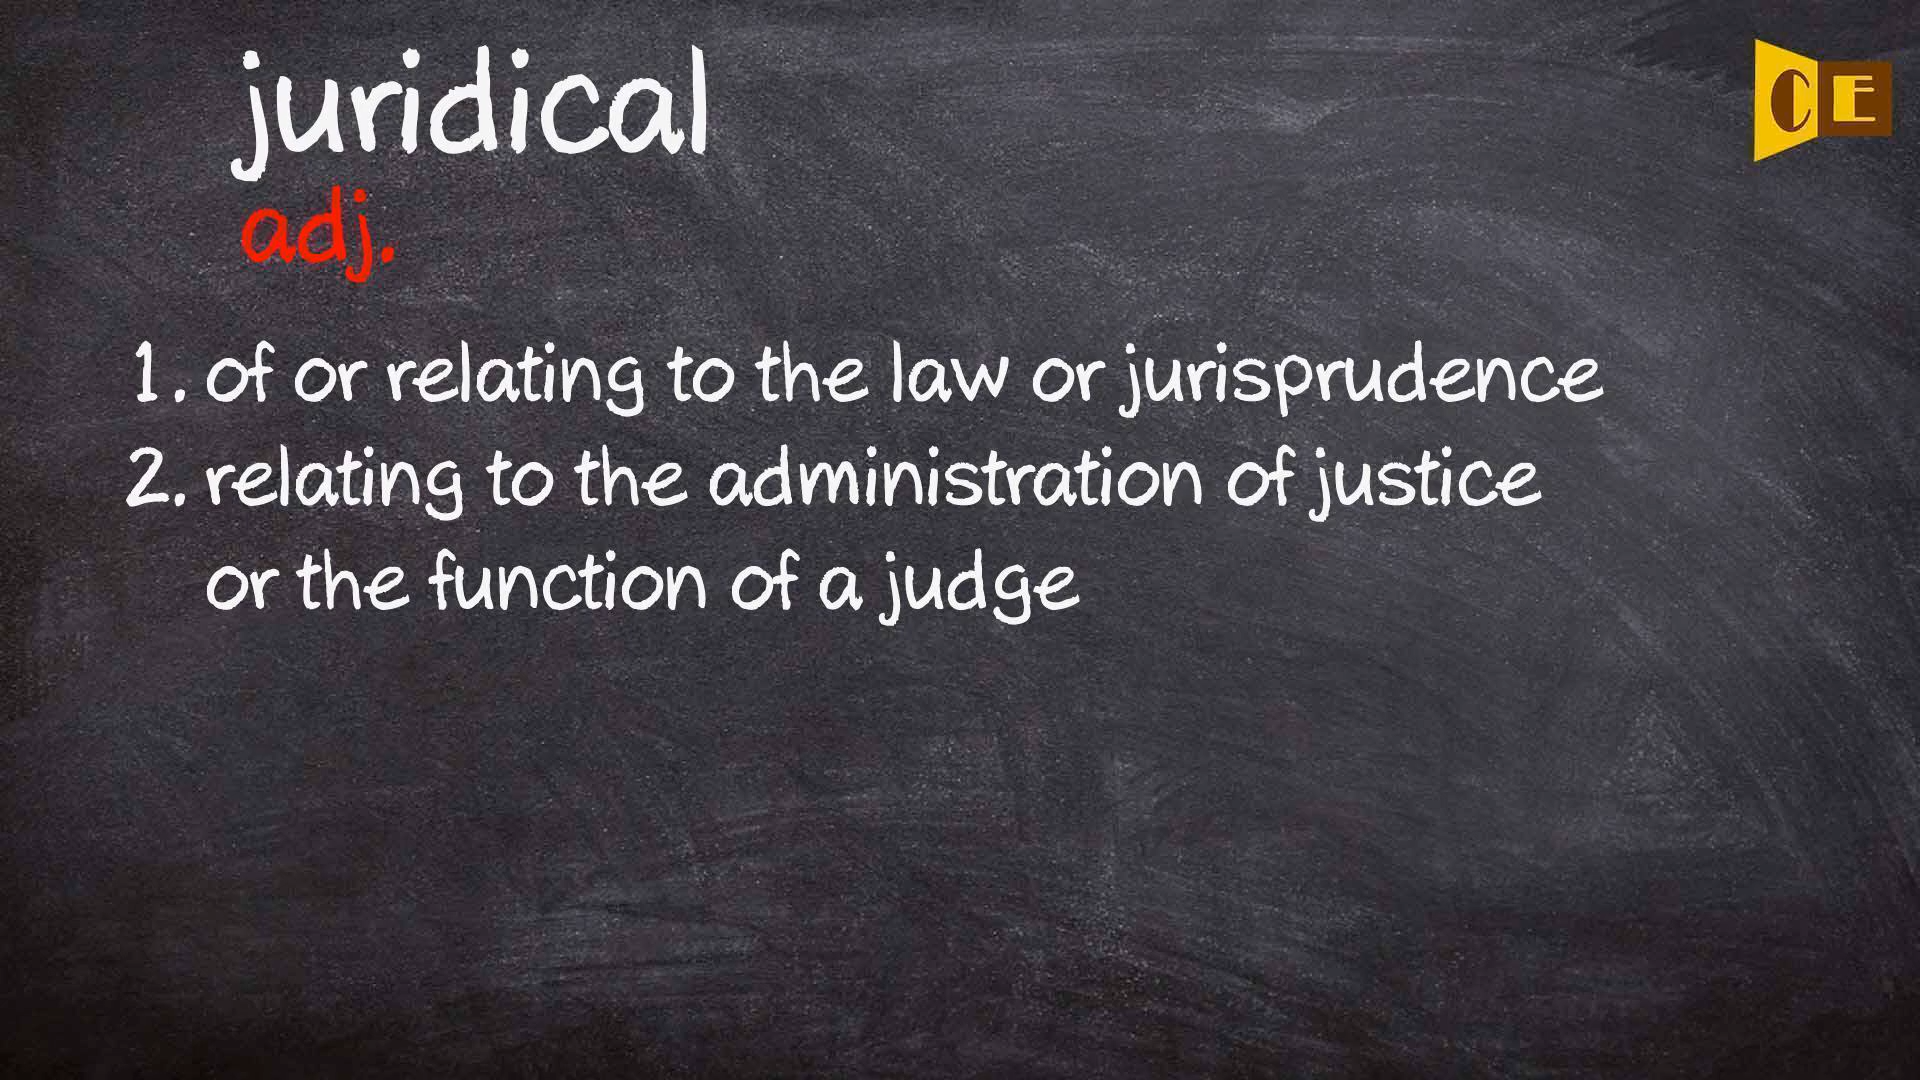 juridical
CE
adj.
1. of or relating to the law or jurisprudence
2. relating to the administration of justice
or the function of a judge